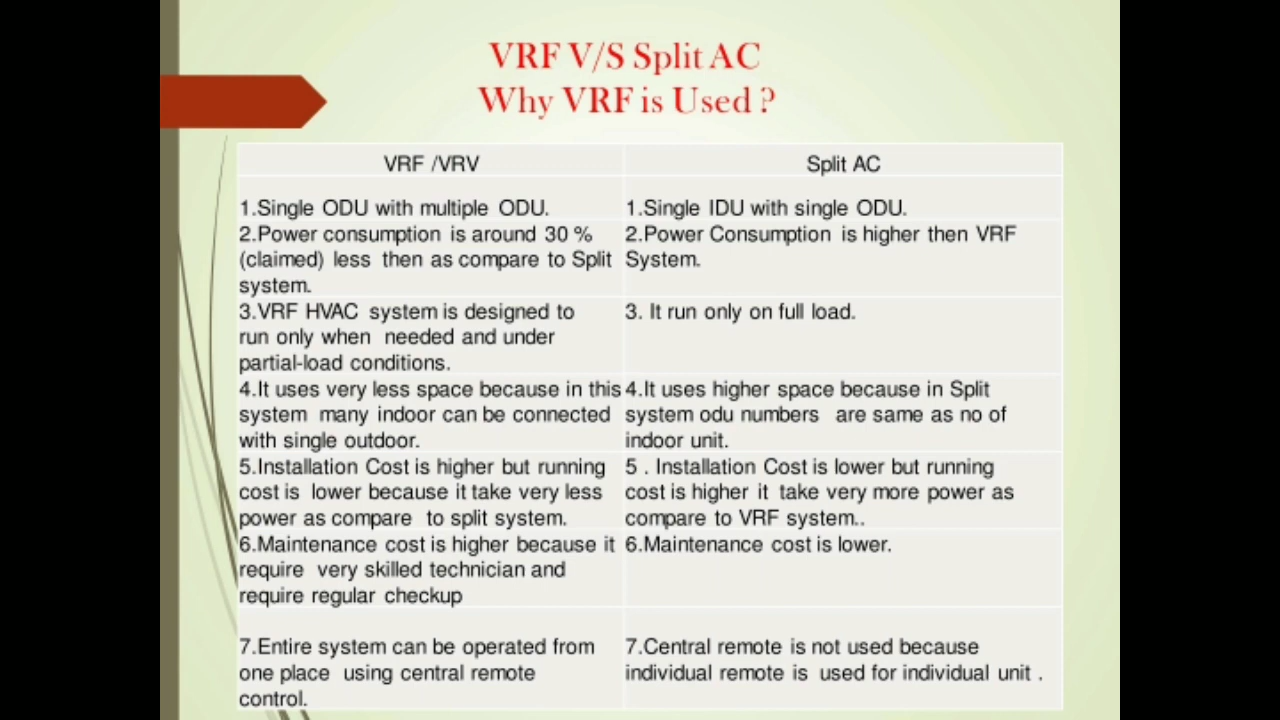 VRF V/S Split AC
Why VRF is Used ?
VRF /VRV
Split AC
1.Single ODU with multiple ODU.
1.Single IDU with single ODU.
2.Power consumption is around 30 %
(claimed) less then as compare to Split
system.
2.Power Consumption is higher then VRF
System.
3.VRF HVAC system is designed to
run only when needed and under
partial-load conditions.
3. It run only on full load.
4.It uses very less space because in this
system many indoor can be connected
with single outdoor.
4.It uses higher space because in Split
system odu numbers are same as no of
indoor unit.
5.Installation Cost is higher but running
cost is lower because it take very less
power as compare to split system.
5 . Installation Cost is lower but running
cost is higher it take very more power as
compare to VRF system..
6.Maintenance cost is higher because it
require very skilled technician and
require regular checkup
6.Maintenance cost is lower.
7.Entire system can be operated from
one place using central remote
control.
7.Central remote is not used because
individual remote is used for individual unit .